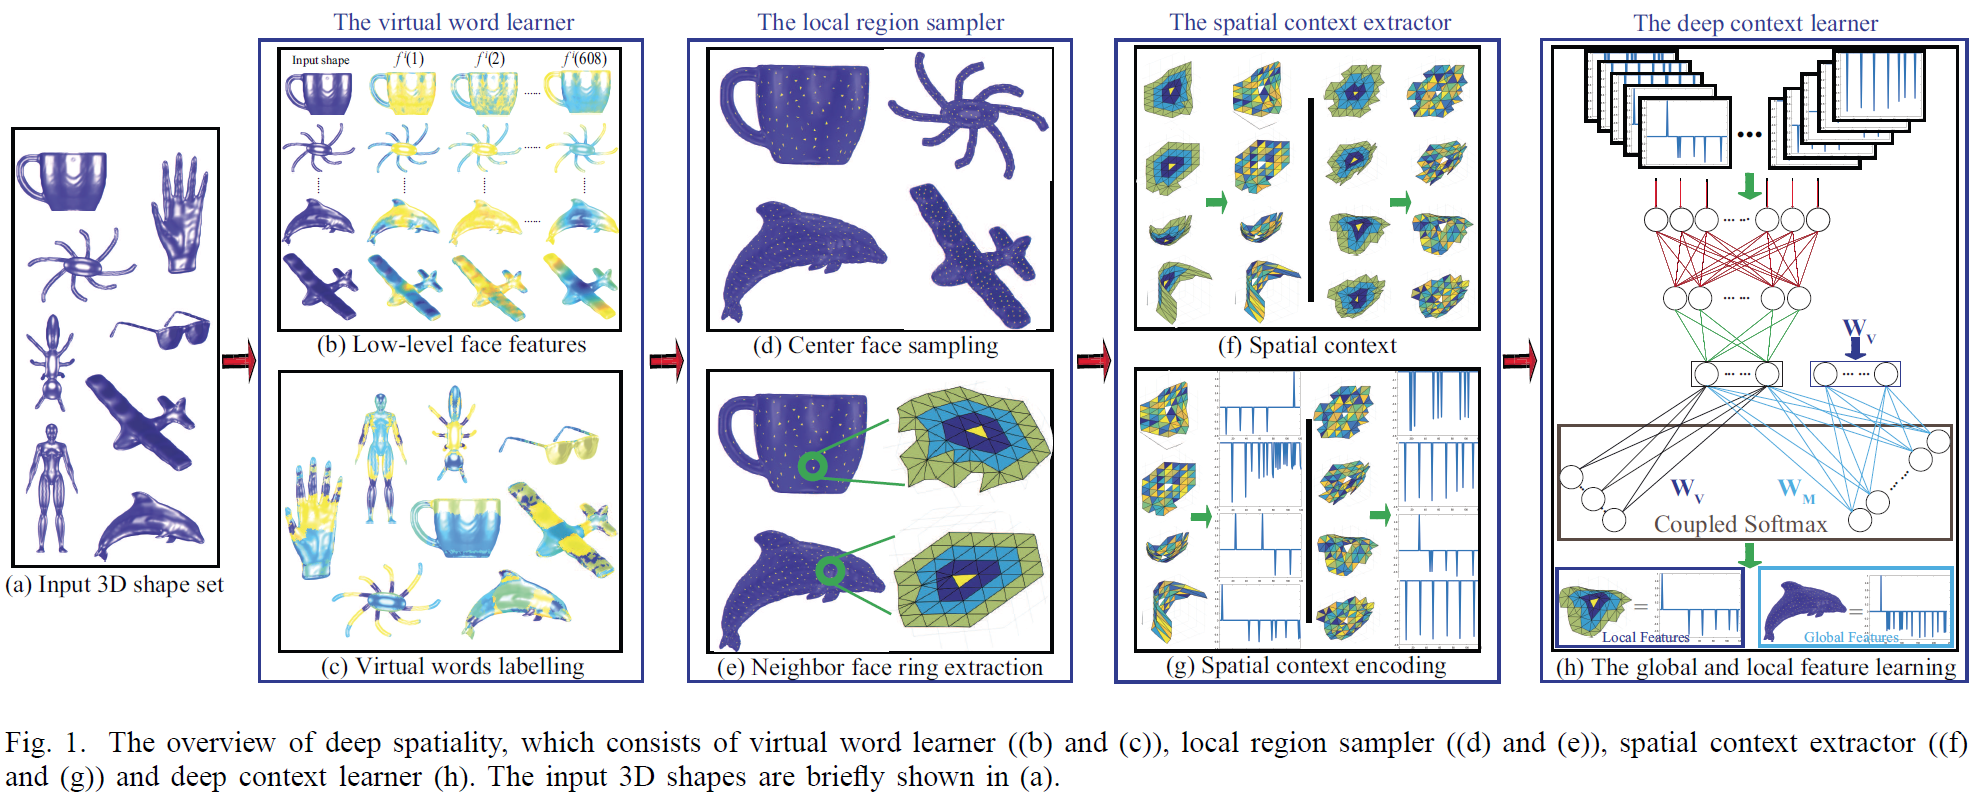 The virtual word learner
The local region sampler
The spatial context extractor
The deep context learner
Input shape
f^i(1)
f^i(2)
......
f^i(608)
(a) Input 3D shape set
(b) Low-level face features
(c) Virtual words labelling
(d) Center face sampling
(e) Neighbor face ring extraction
(f) Spatial context
(g) Spatial context encoding
W_V
W_V
W_M
Coupled Softmax
=
Local Features
=
Global Features
(h) The global and local feature learning
Fig. 1. The overview of deep spatiality, which consists of virtual word learner ((b) and (c)), local region sampler ((d) and (e)), spatial context extractor ((f)
and (g)) and deep context learner (h). The input 3D shapes are briefly shown in (a).